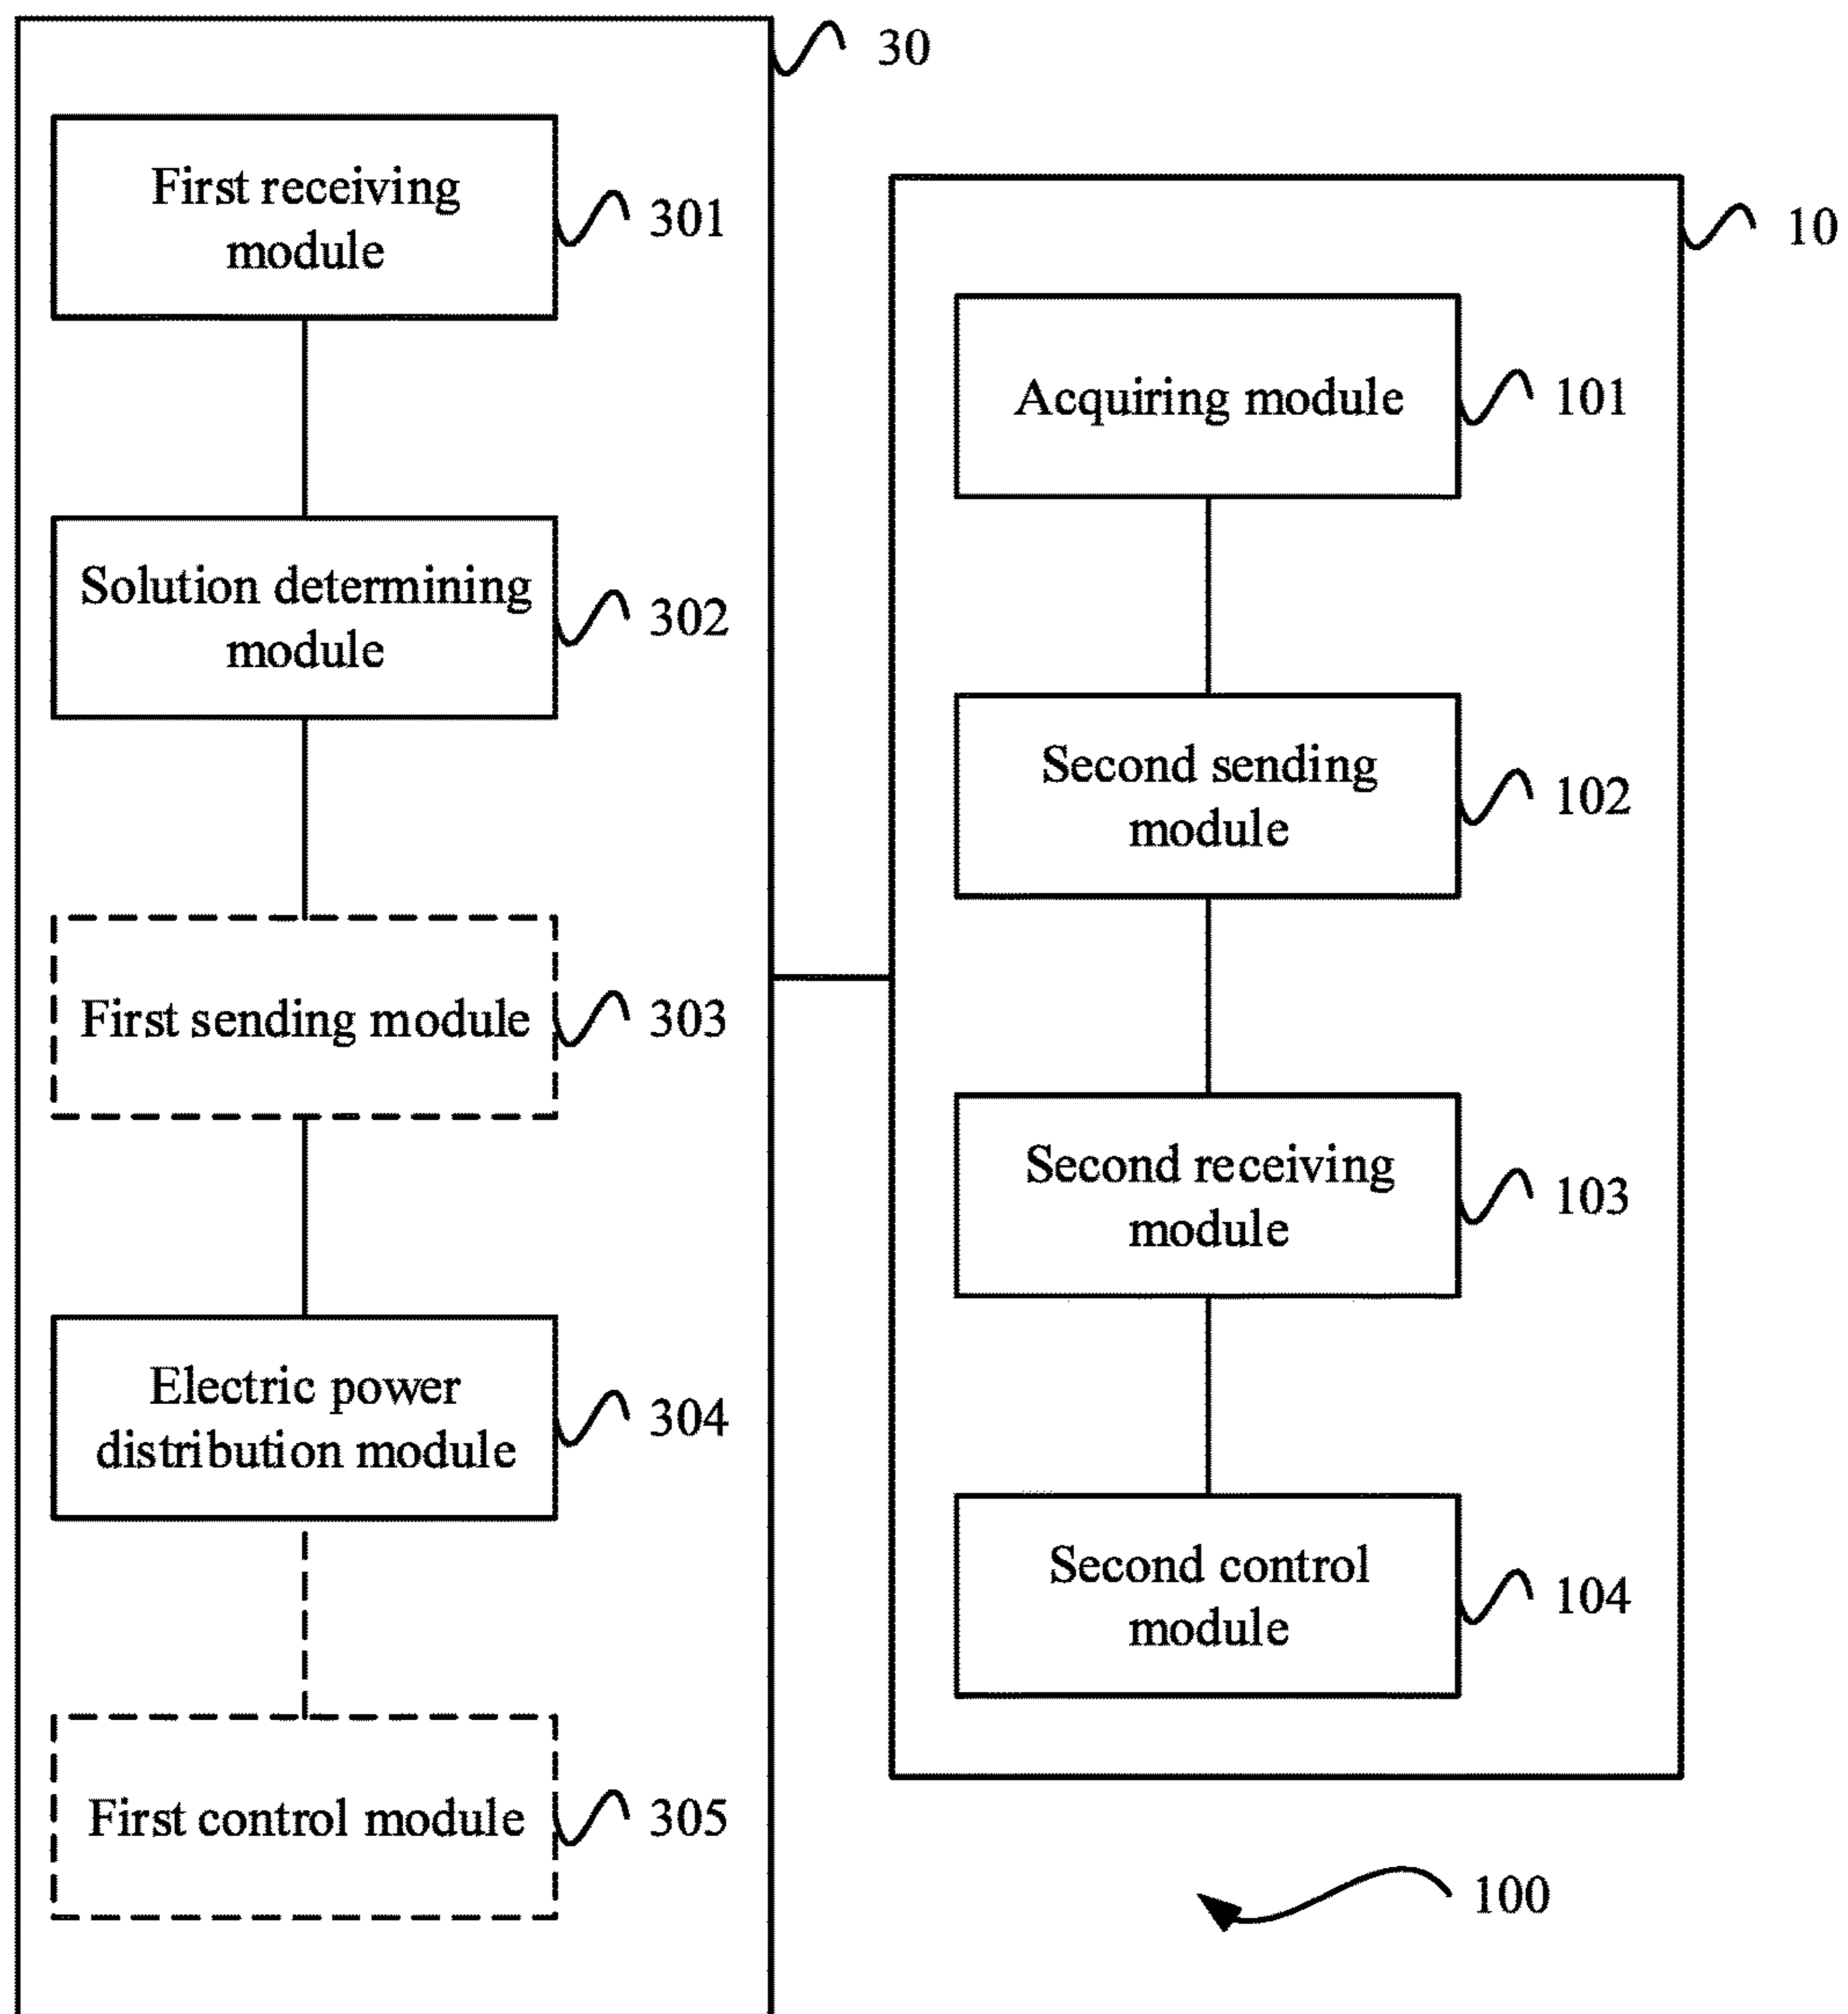 30
First receiving
module
301
Solution determining
module
302
First sending module
303
Electric power
distribution module
304
First control module
305
10
Acquiring module
101
Second sending
module
102
Second receiving
module
103
Second control
module
104
100